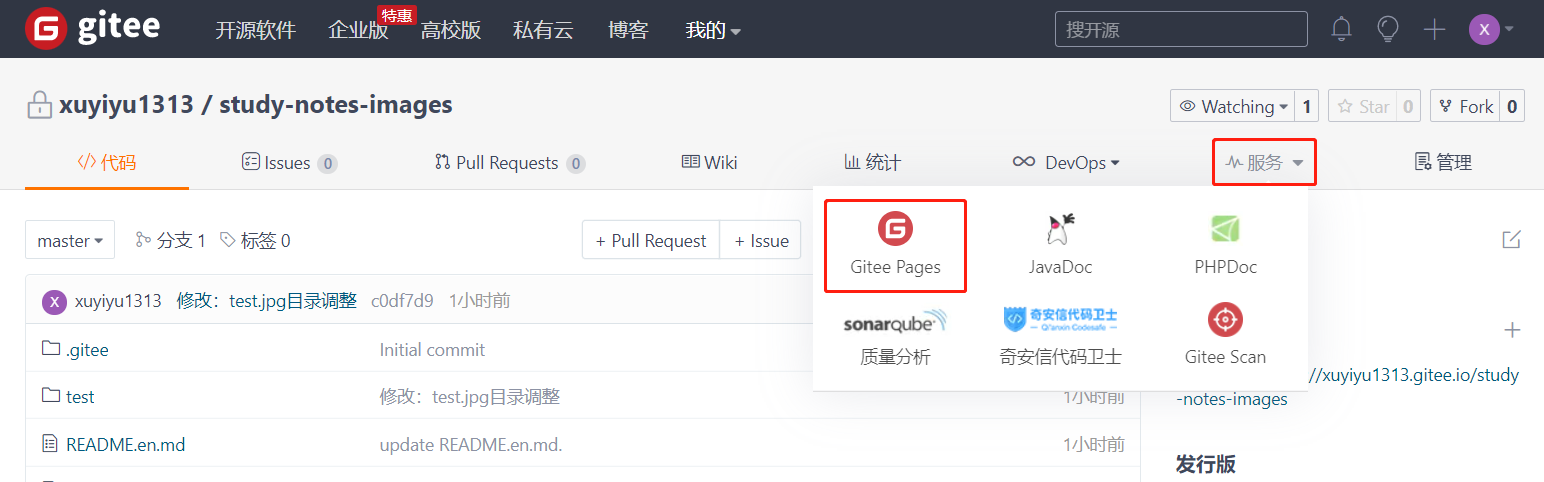 特惠
gitee 开源软件 企业版 高校版 私有云 博客 我的 搜开源 X
xuyiyu1313 / study-notes-images Watching 1 Star 0 Fork 0
代码 Issues 0 Pull Requests 0 Wiki 统计 DevOps 服务 管理
master 分支 1 标签 0 + Pull Request + Issue
Gitee Pages JavaDoc PHPDoc
X xuyiyu1313 修改：test.jpg目录调整 c0df7d9 1小时前
sonarqube 奇安信代码卫士
Qi'anxin Codesafe
质量分析 奇安信代码卫士 Gitee Scan
.gitee Initial commit
//xuyiyu1313.gitee.io/study
test 修改：test.jpg目录调整 1小时前
-notes-images
README.en.md update README.en.md. 1小时前
发行版